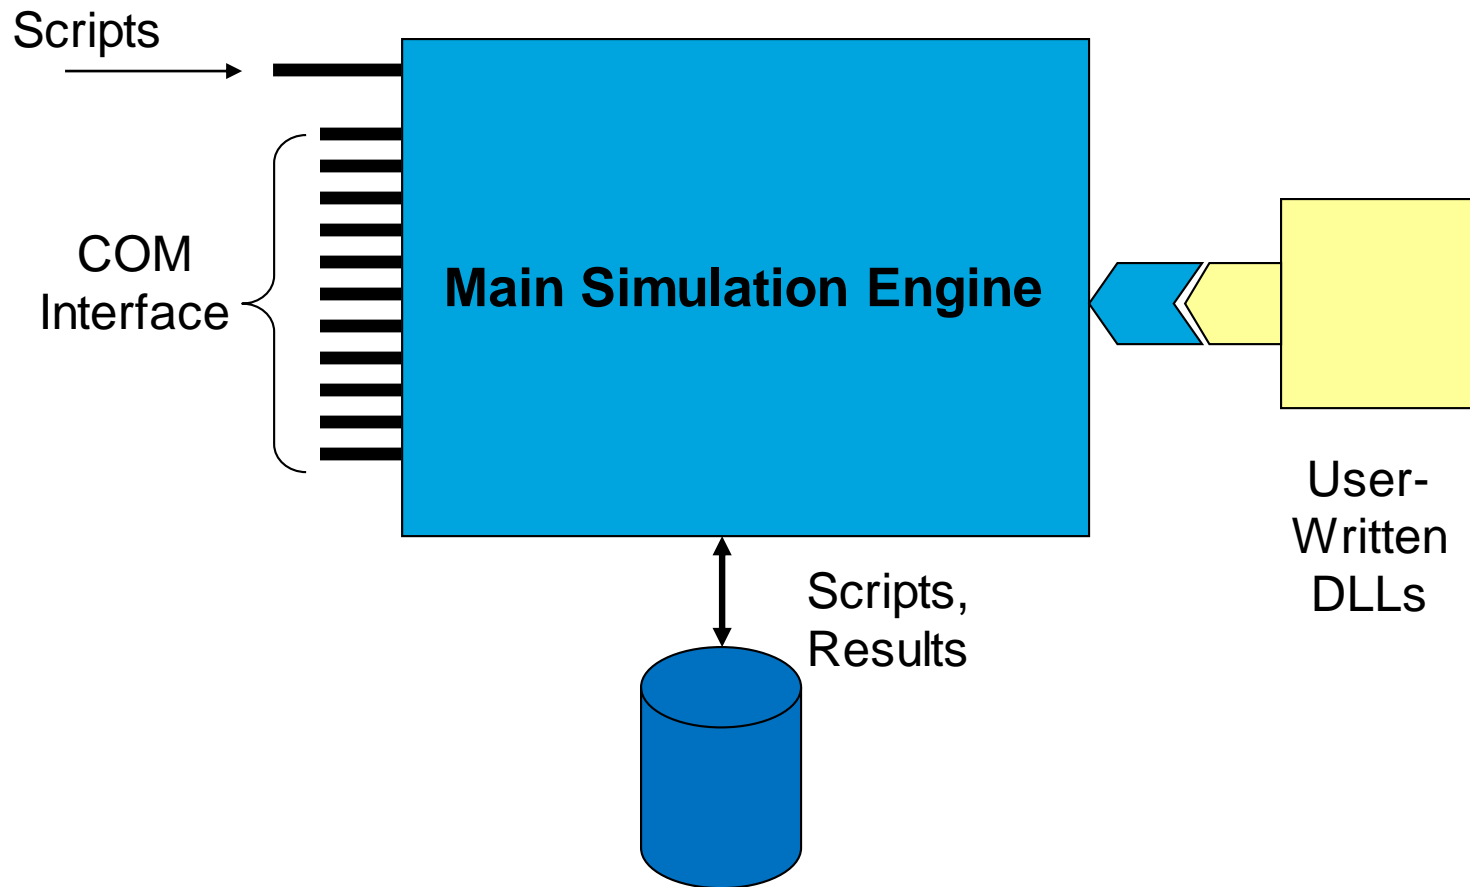 Scripts
COM
Interface
Main Simulation Engine
User-
Written
DLLs
Scripts,
Results